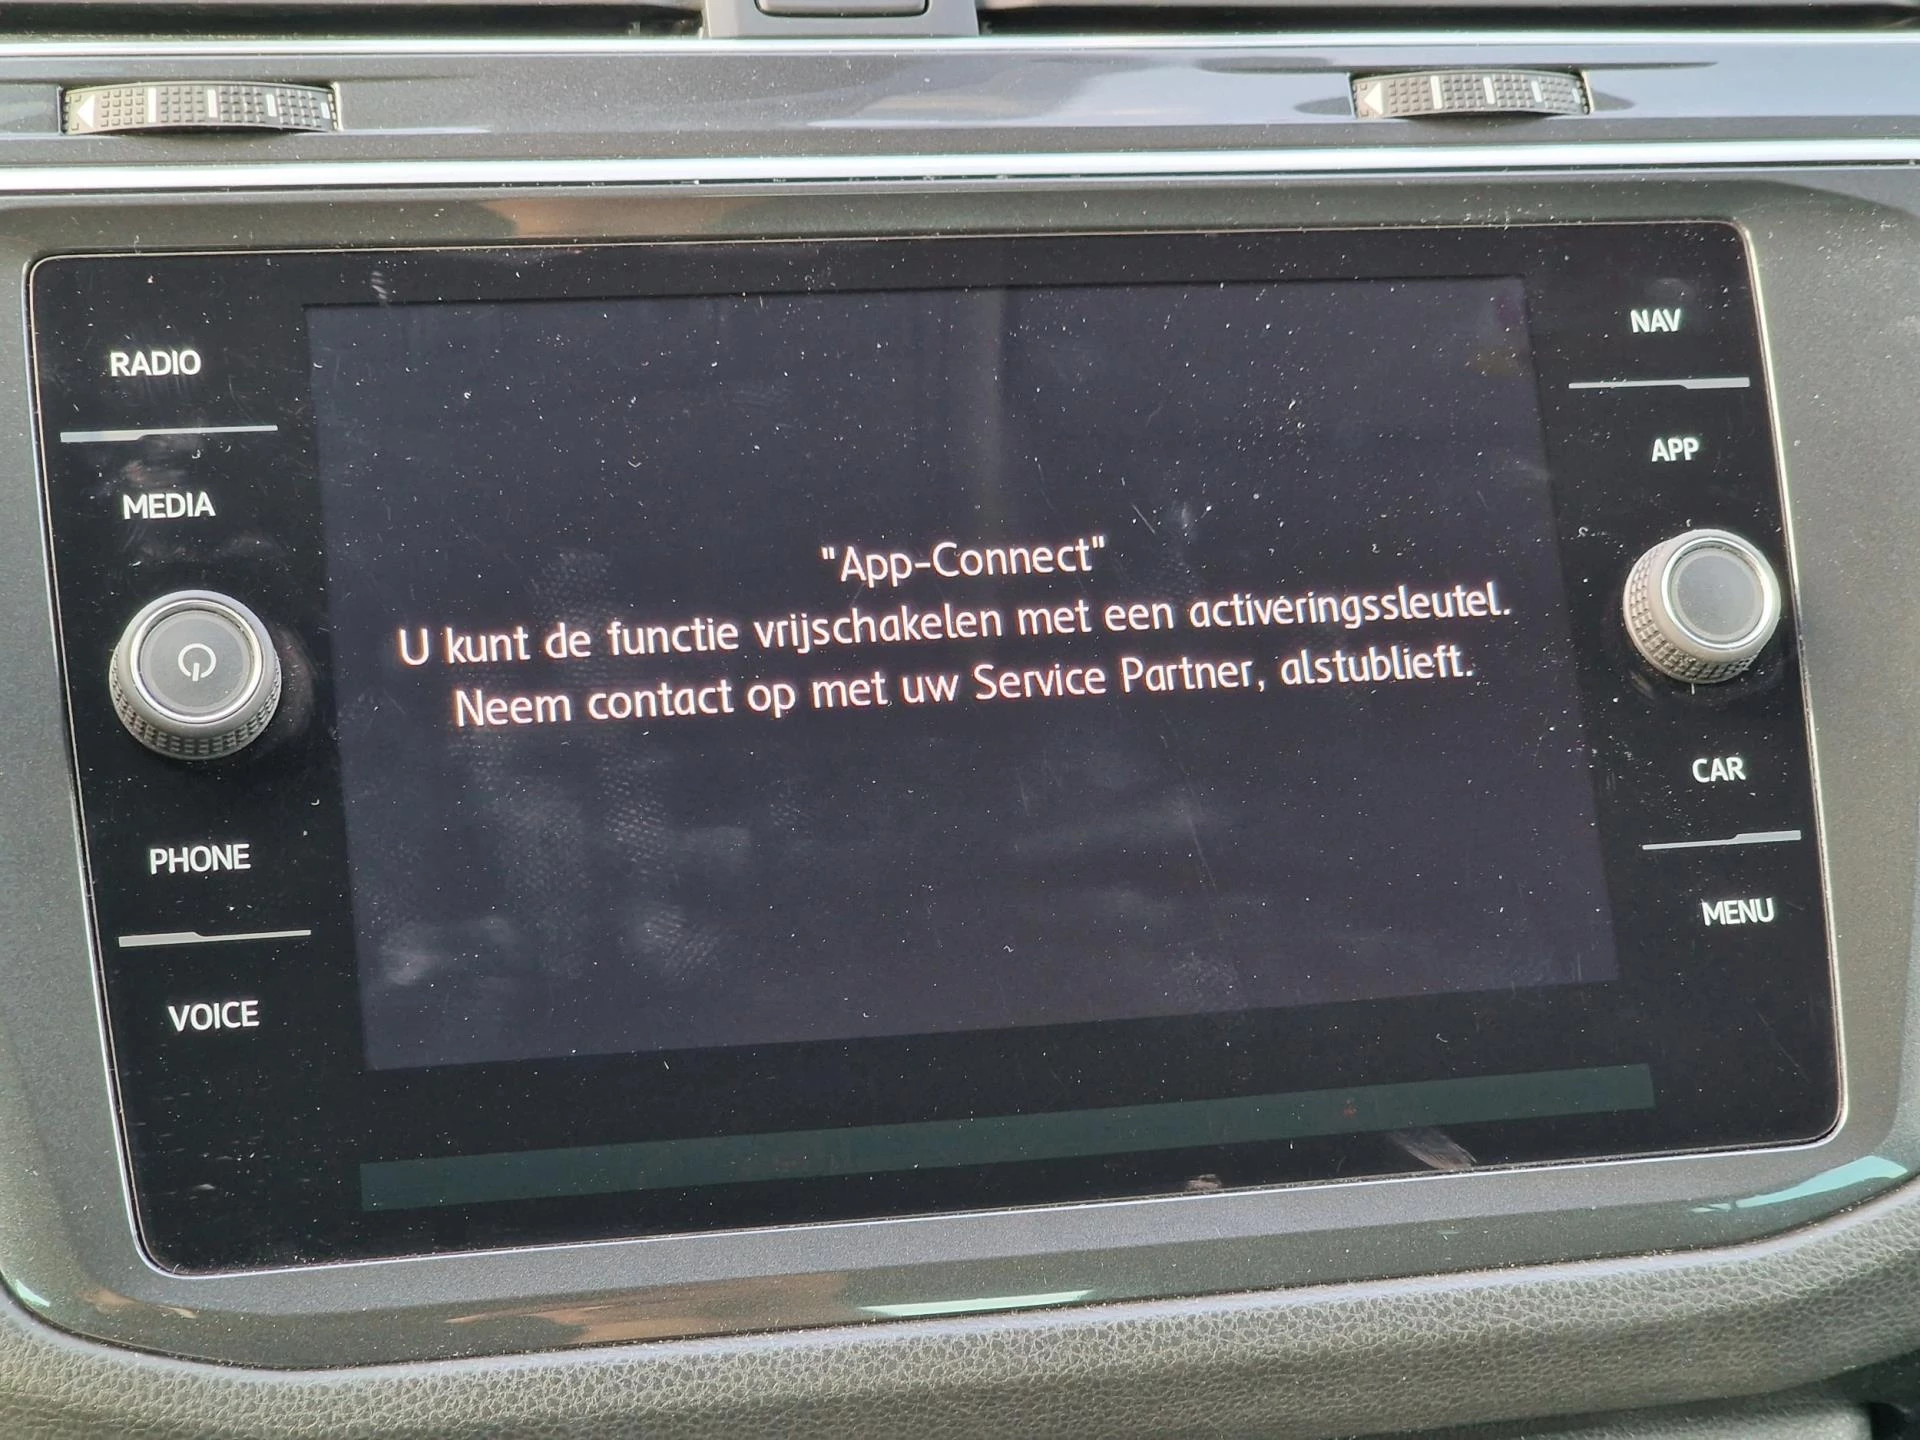 RADIO
MEDIA
PHONE
VOICE
"App-Connect"
U kunt de functie vrijschakelen met een activeringssleutel.
Neem contact op met uw Service Partner, alstublieft.
NAV
APP
CAR
MENU